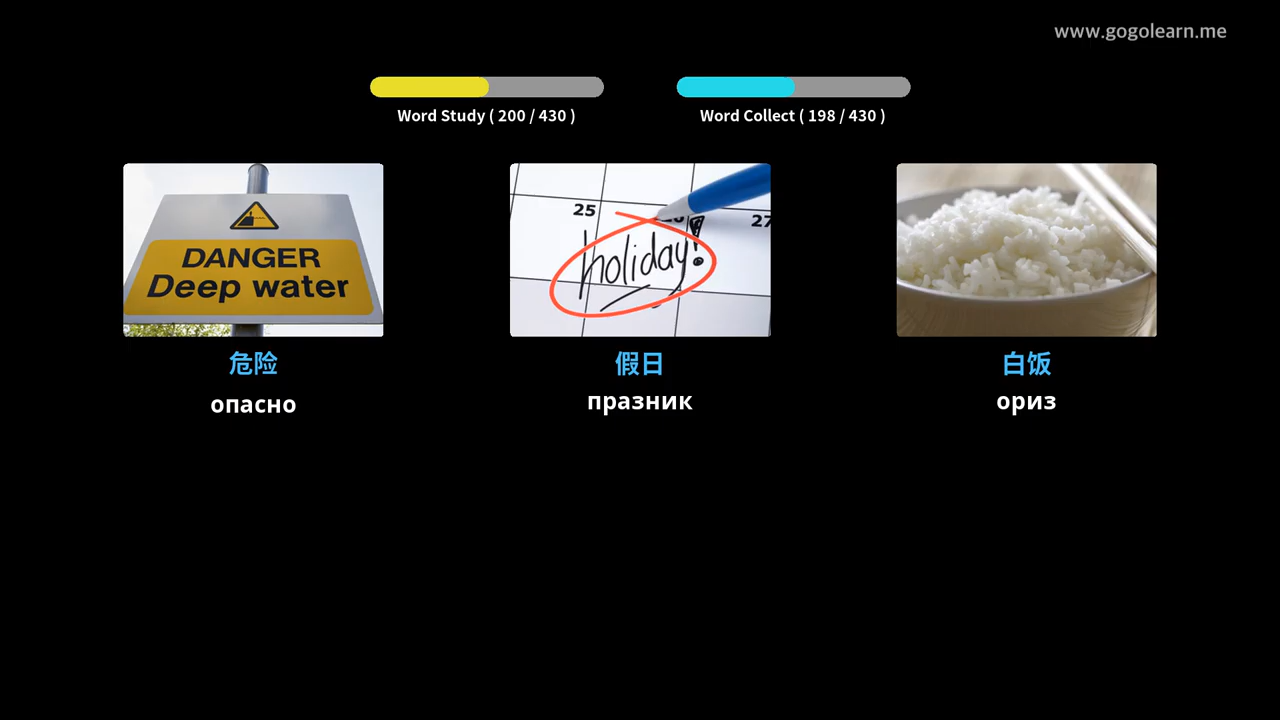 www.gogolearn.me
Word Study ( 200 / 430 )
Word Collect ( 198 / 430 )
DANGER
Deep water
25
27
holiday!
危险
假日
白饭
опасно
празник
ориз